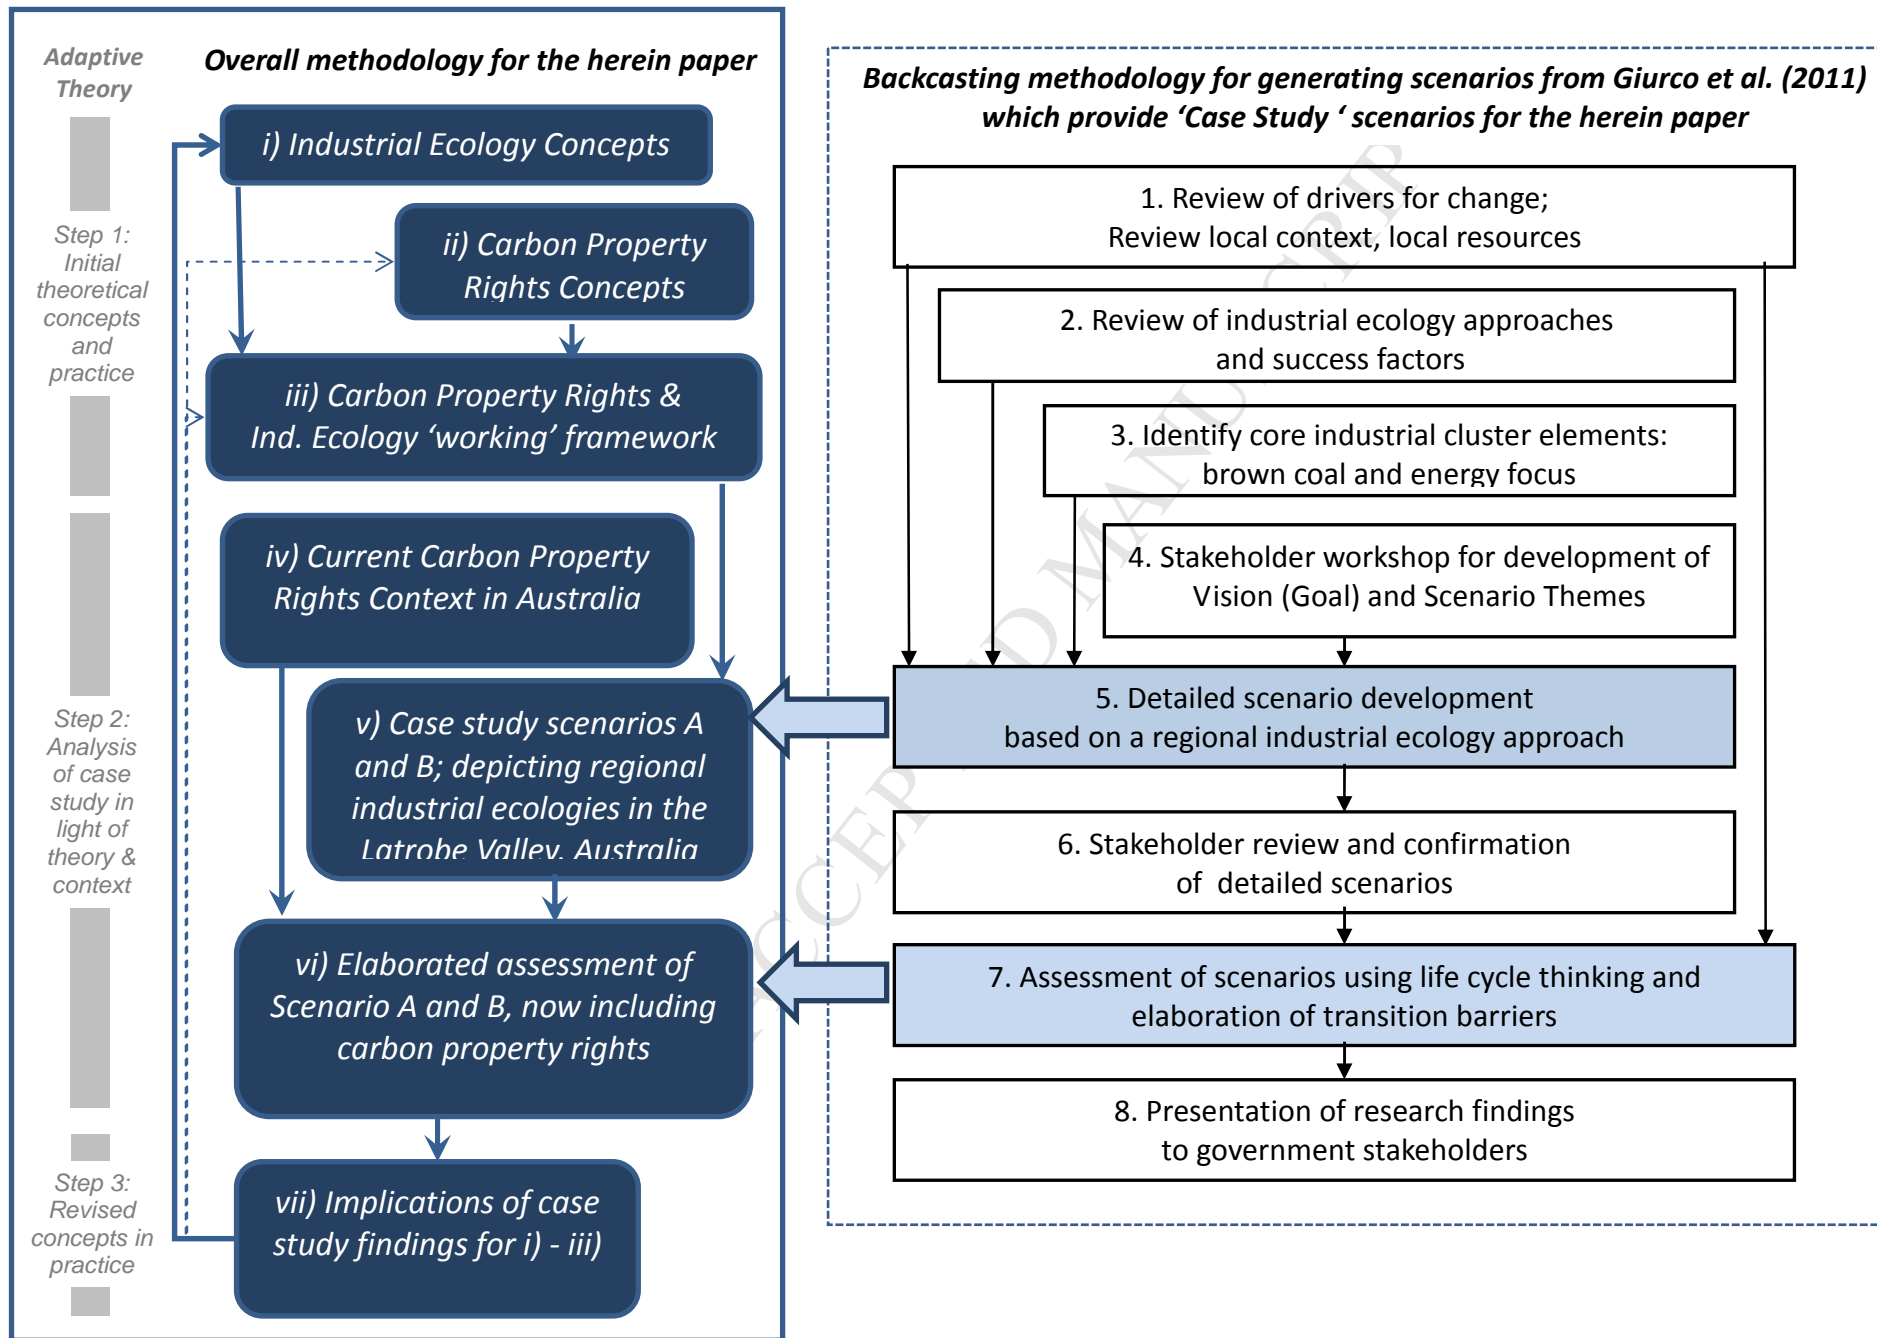 Adaptive
Theory
Step 1:
Initial
theoretical
concepts
and
practice
Step 2:
Analysis
of case
study in
light of
theory &
context
Step 3:
Revised
concepts in
practice
Overall methodology for the herein paper
i) Industrial Ecology Concepts
ii) Carbon Property
Rights Concepts
iii) Carbon Property Rights &
Ind. Ecology ‘working’ framework
iv) Current Carbon Property
Rights Context in Australia
v) Case study scenarios A
and B; depicting regional
industrial ecologies in the
Latrobe Valley, Australia
vi) Elaborated assessment of
Scenario A and B, now including
carbon property rights
vii) Implications of case
study findings for i) - iii)
Backcasting methodology for generating scenarios from Giurco et al. (2011)
which provide ‘Case Study ‘ scenarios for the herein paper
1. Review of drivers for change;
Review local context, local resources
2. Review of industrial ecology approaches
and success factors
3. Identify core industrial cluster elements:
brown coal and energy focus
4. Stakeholder workshop for development of
Vision (Goal) and Scenario Themes
5. Detailed scenario development
based on a regional industrial ecology approach
6. Stakeholder review and confirmation
of  detailed scenarios
7. Assessment of scenarios using life cycle thinking and
elaboration of transition barriers
8. Presentation of research findings
to government stakeholders